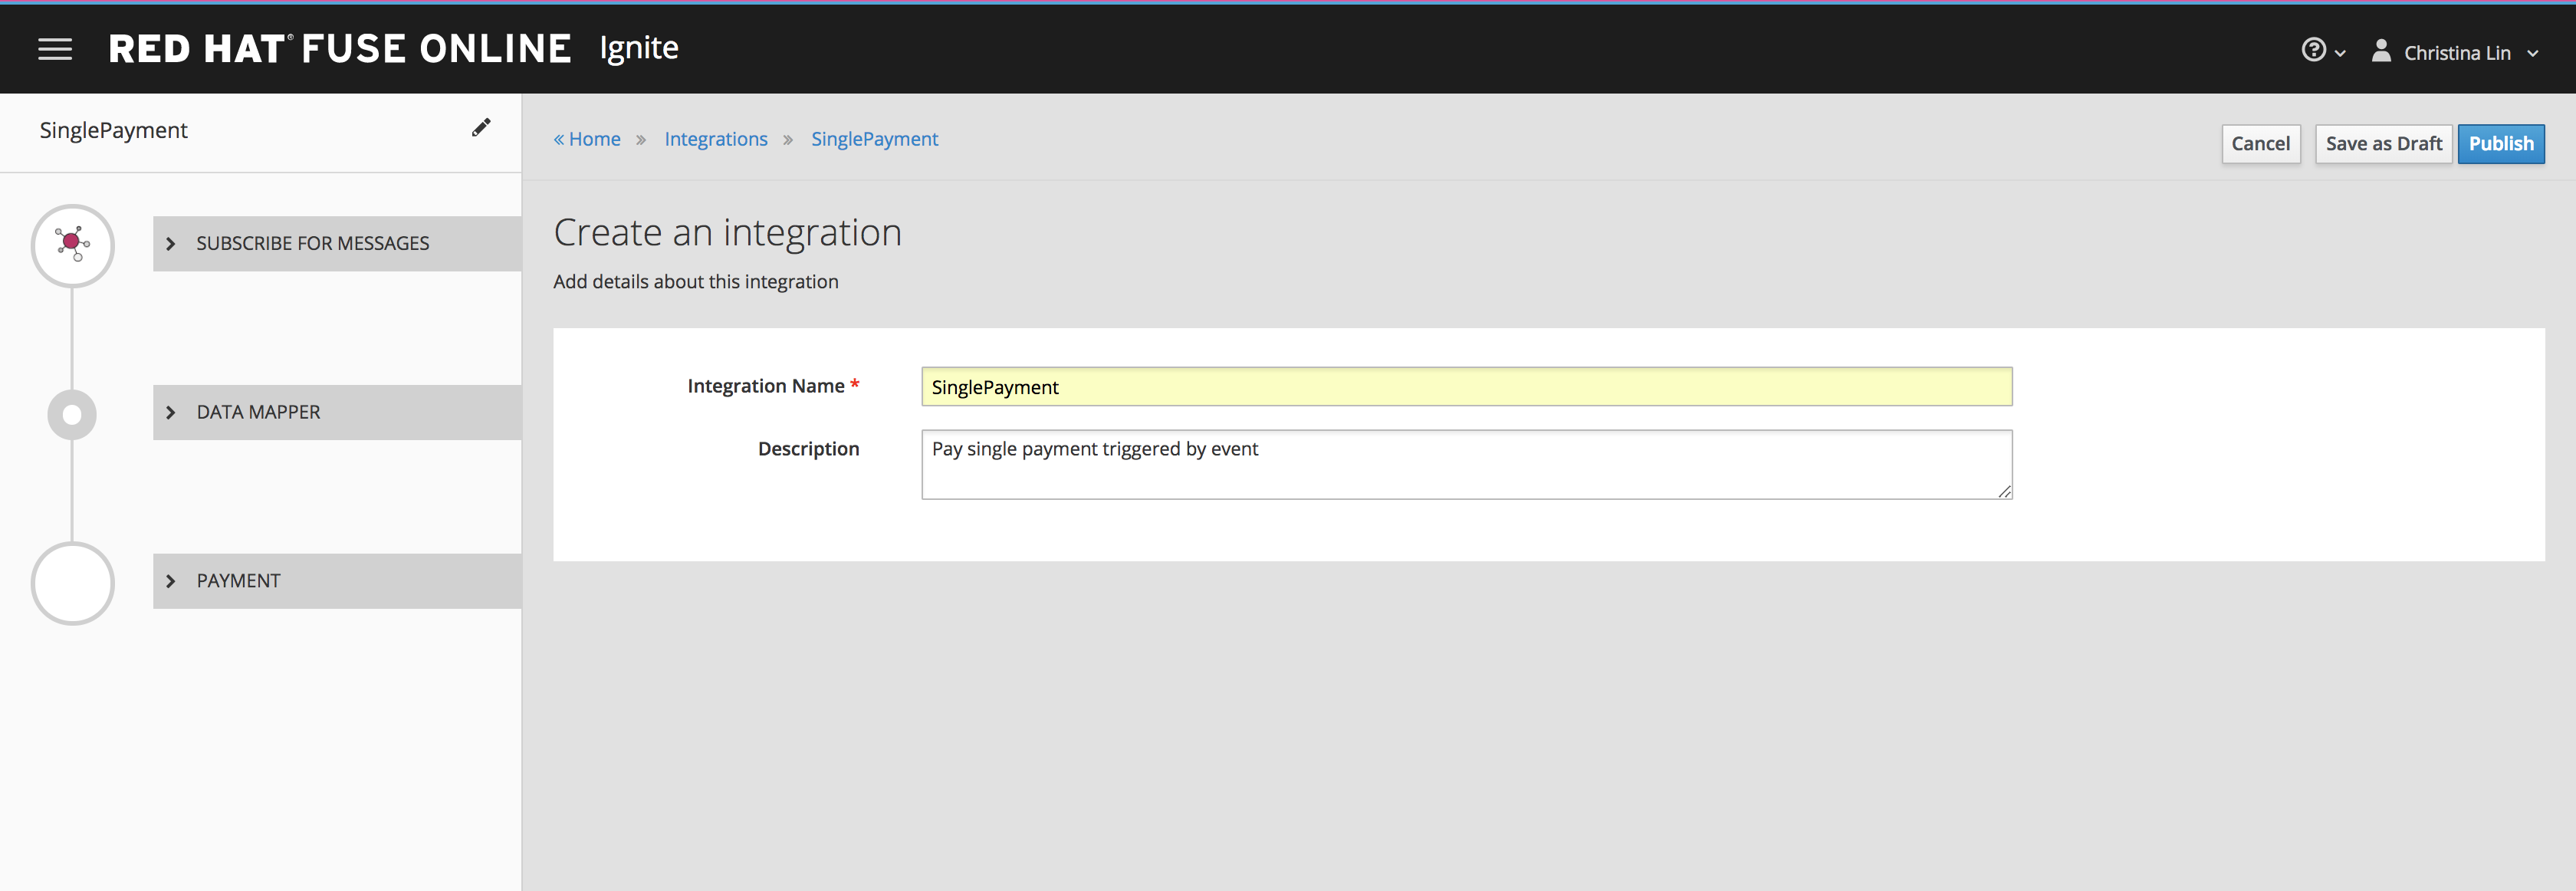 RED HAT® FUSE ONLINE Ignite
Christina Lin
SinglePayment
« Home » Integrations » SinglePayment
Cancel Save as Draft Publish
SUBSCRIBE FOR MESSAGES
DATA MAPPER
PAYMENT
Create an integration
Add details about this integration
Integration Name * SinglePayment
Description Pay single payment triggered by event